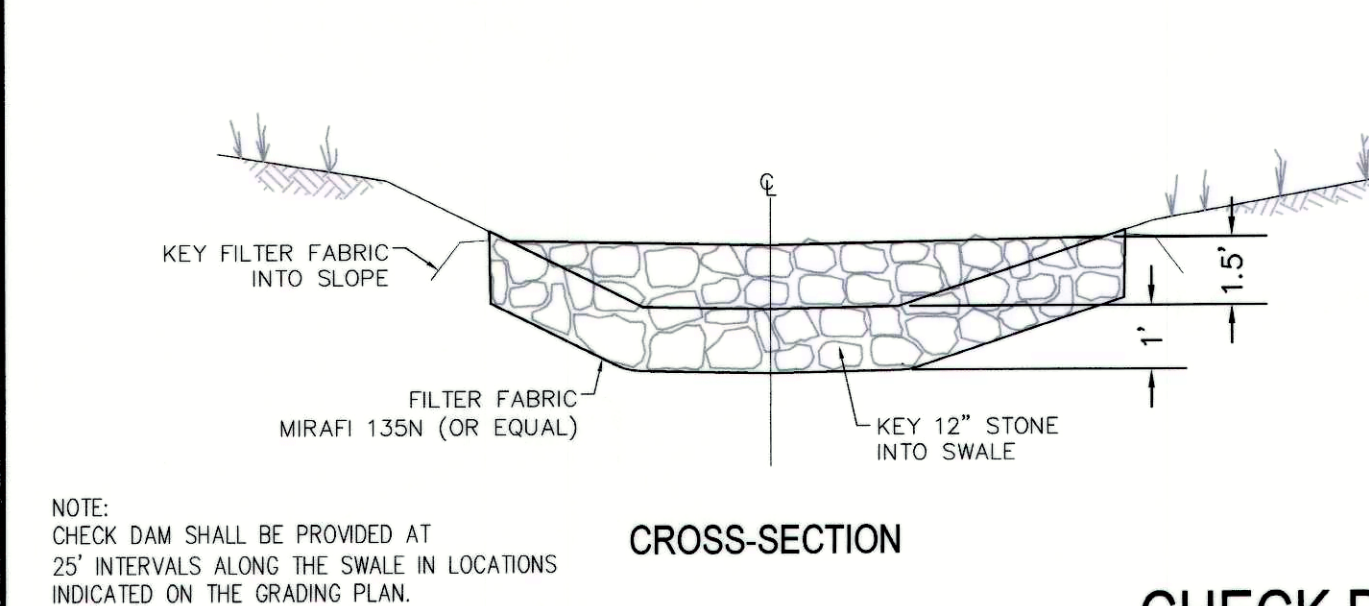 ℄
KEY FILTER FABRIC
INTO SLOPE
1.5'
1'
FILTER FABRIC
MIRAFI 135N (OR EQUAL)
KEY 12" STONE
INTO SWALE
NOTE:
CHECK DAM SHALL BE PROVIDED AT
25' INTERVALS ALONG THE SWALE IN LOCATIONS
INDICATED ON THE GRADING PLAN.
CROSS-SECTION
CHECK